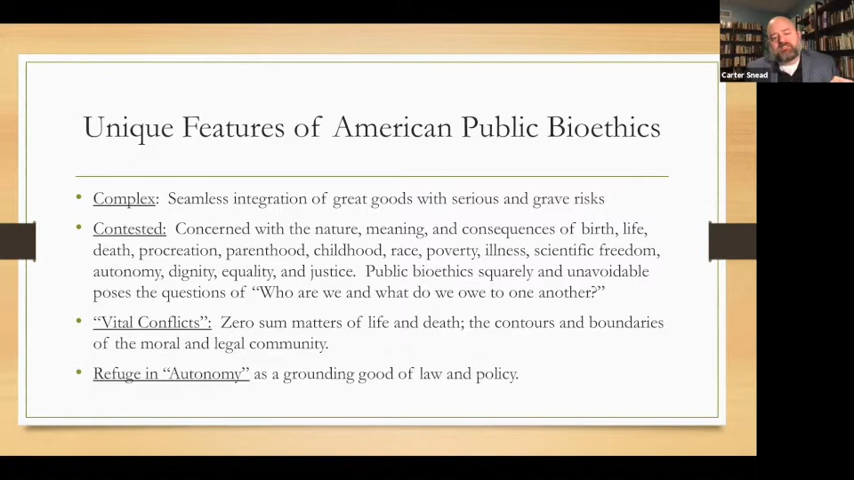 Carter Snead
Unique Features of American Public Bioethics
• Complex: Seamless integration of great goods with serious and grave risks
• Contested: Concerned with the nature, meaning, and consequences of birth, life,
death, procreation, parenthood, childhood, race, poverty, illness, scientific freedom,
autonomy, dignity, equality, and justice. Public bioethics squarely and unavoidable
poses the questions of “Who are we and what do we owe to one another?”
• “Vital Conflicts”: Zero sum matters of life and death; the contours and boundaries
of the moral and legal community.
• Refuge in “Autonomy” as a grounding good of law and policy.